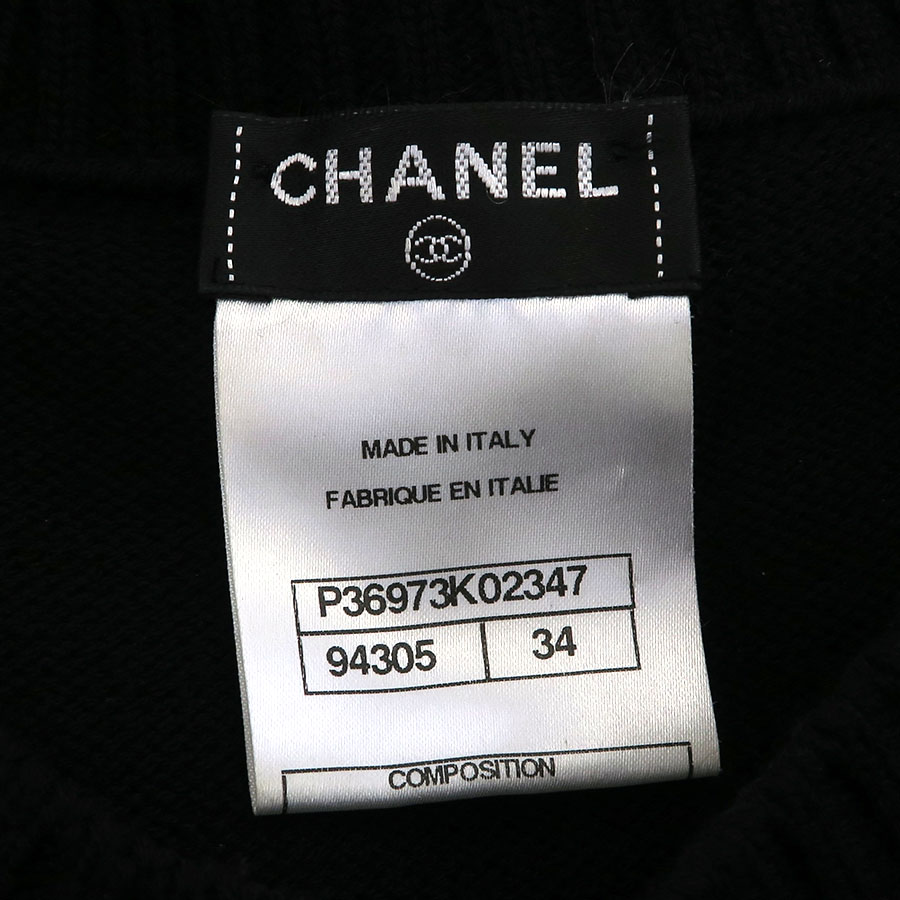 CHANEL
MADE IN ITALY
FABRIQUE EN ITALIE
P36973K02347
94305 34
COMPOSITION